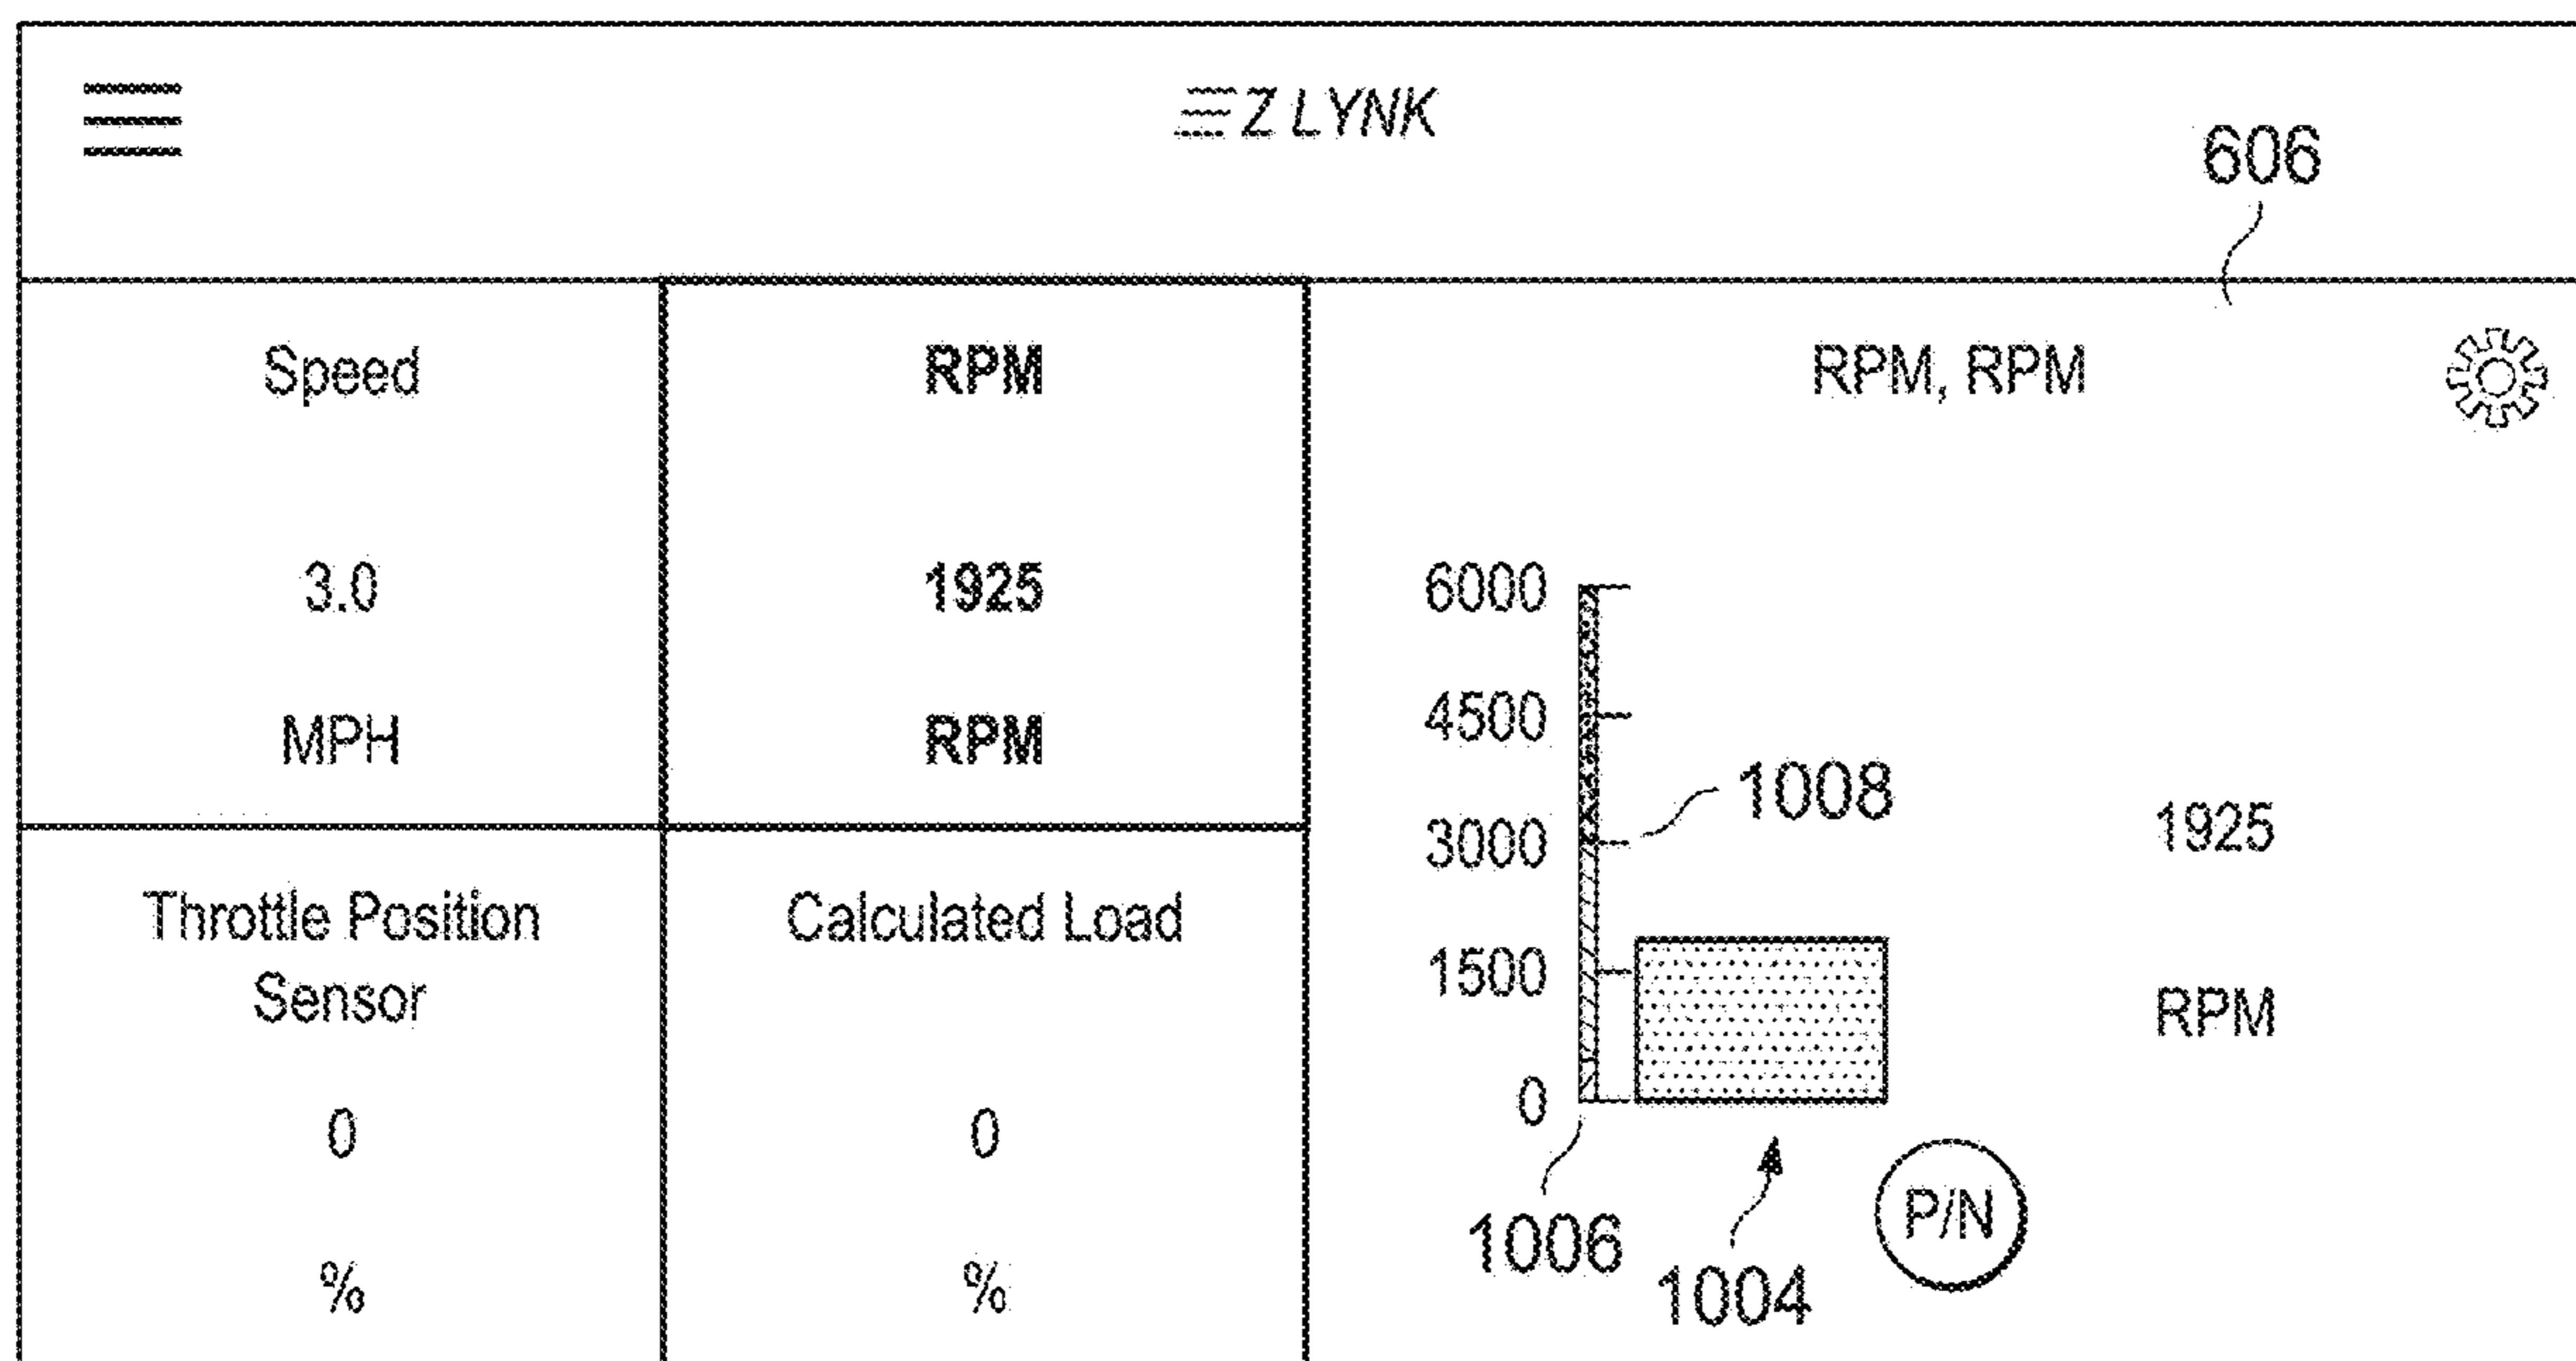 Z LYNK
606
Speed
3.0
MPH
RPM
1925
RPM
RPM, RPM
6000
4500
3000
1500
0
1008
1925
RPM
1006
1004
P/N
Throttle Position
Sensor
0
%
Calculated Load
0
%